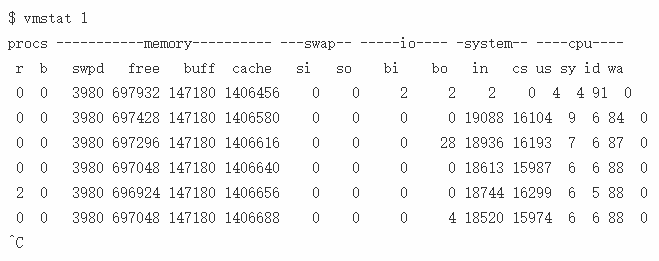 $ vmstat 1
procs -----------memory---------- ---swap-- -----io---- -system-- ----cpu----
 r  b   swpd   free   buff  cache   si   so    bi    bo   in   cs us sy id wa
 0  0   3980 697932 147180 1406456    0    0     2     2    2    0  4  4 91  0
 0  0   3980 697428 147180 1406580    0    0     0     0 19088 16104  9  6 84  0
 0  0   3980 697296 147180 1406616    0    0     0    28 18936 16193  7  6 87  0
 0  0   3980 697048 147180 1406640    0    0     0     0 18613 15987  6  6 88  0
 2  0   3980 696924 147180 1406656    0    0     0     0 18744 16299  6  5 88  0
 0  0   3980 697048 147180 1406688    0    0     0     4 18520 15974  6  6 88  0
^C